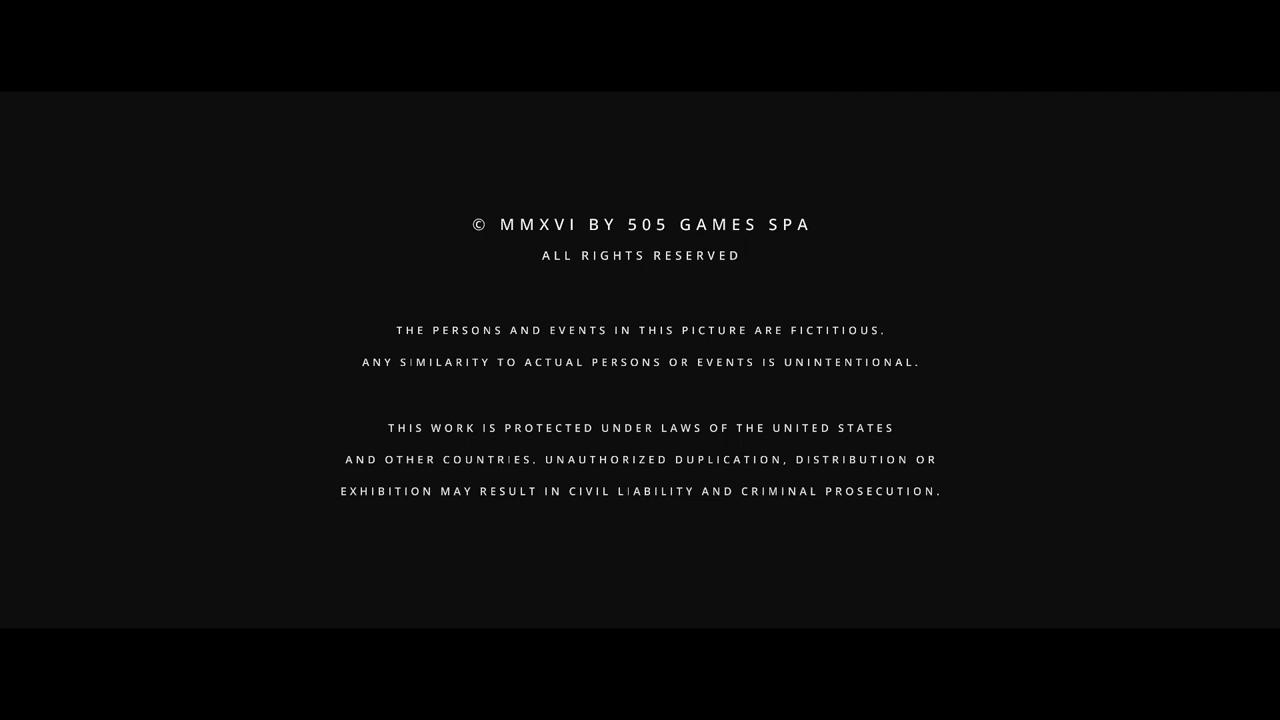 © MMXVI BY 505 GAMES SPA
ALL RIGHTS RESERVED
THE PERSONS AND EVENTS IN THIS PICTURE ARE FICTITIOUS.
ANY SIMILARITY TO ACTUAL PERSONS OR EVENTS IS UNINTENTIONAL.
THIS WORK IS PROTECTED UNDER LAWS OF THE UNITED STATES
AND OTHER COUNTRIES. UNAUTHORIZED DUPLICATION, DISTRIBUTION OR
EXHIBITION MAY RESULT IN CIVIL LIABILITY AND CRIMINAL PROSECUTION.